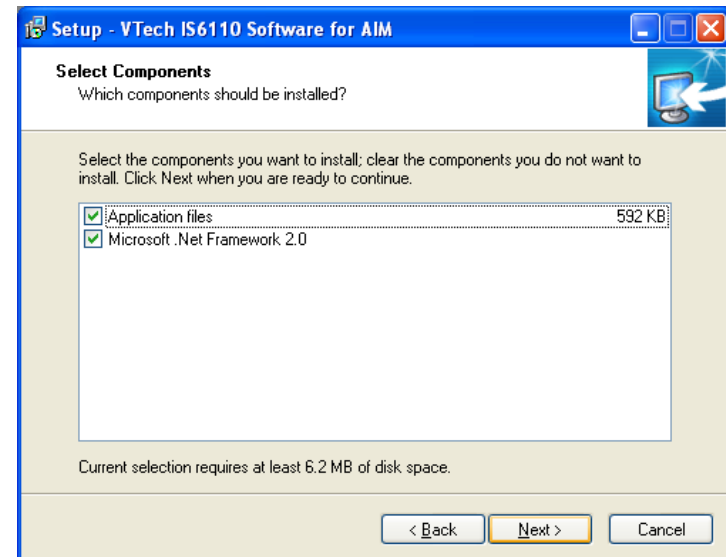 Setup - VTech IS6110 Software for AIM
Select Components
Which components should be installed?
Select the components you want to install; clear the components you do not want to
install. Click Next when you are ready to continue.
Application files 592 KB
Microsoft .Net Framework 2.0
Current selection requires at least 6.2 MB of disk space.
< Back Next > Cancel